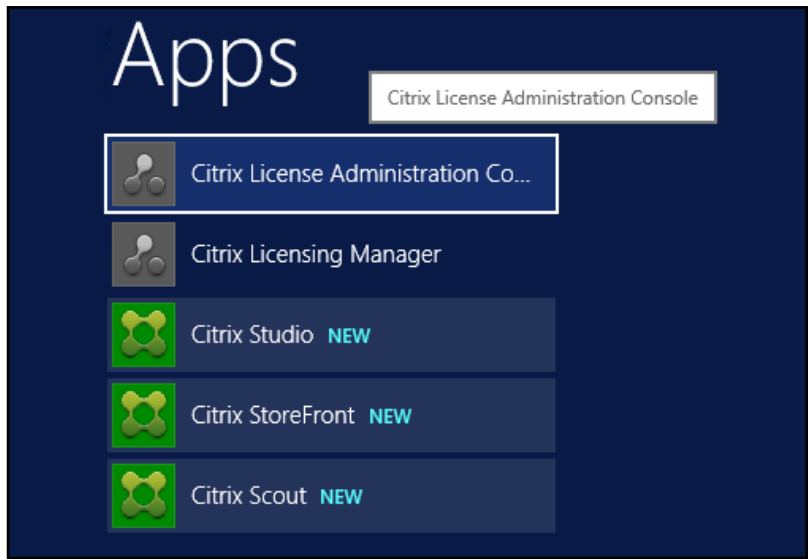 Apps
Citrix License Administration Console
Citrix License Administration Co...
Citrix Licensing Manager
Citrix Studio NEW
Citrix StoreFront NEW
Citrix Scout NEW